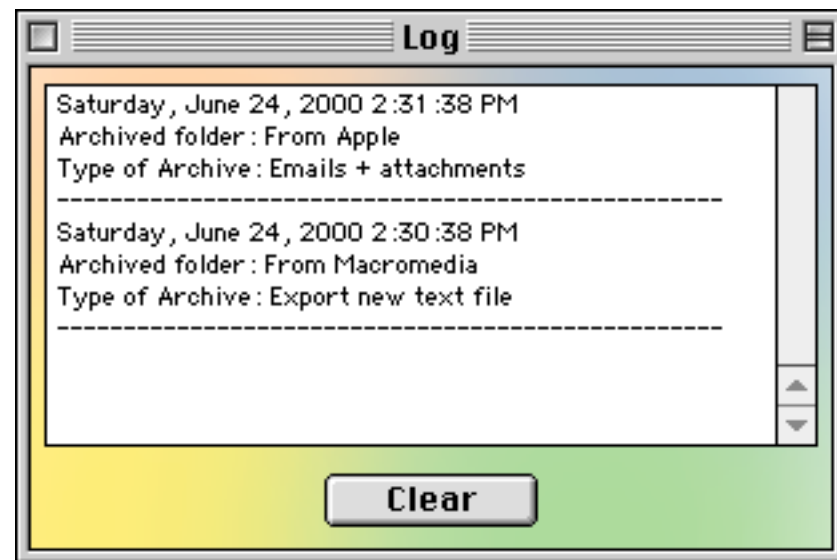 Log
Saturday, June 24, 2000 2:31:38 PM
Archived folder: From Apple
Type of Archive: Emails + attachments
--------------------------------------------------
Saturday, June 24, 2000 2:30:38 PM
Archived folder: From Macromedia
Type of Archive: Export new text file
--------------------------------------------------
Clear